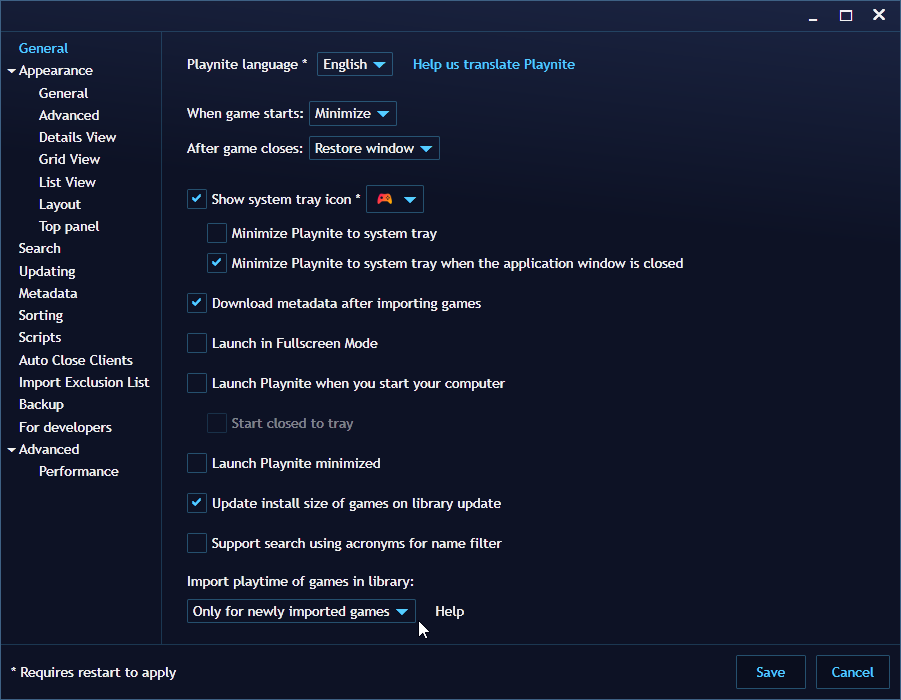 General
Appearance
General
Advanced
Details View
Grid View
List View
Layout
Top panel
Search
Updating
Metadata
Sorting
Scripts
Auto Close Clients
Import Exclusion List
Backup
For developers
Advanced
Performance
Playnite language * English Help us translate Playnite
When game starts: Minimize
After game closes: Restore window
Show system tray icon *
Minimize Playnite to system tray
Minimize Playnite to system tray when the application window is closed
Download metadata after importing games
Launch in Fullscreen Mode
Launch Playnite when you start your computer
Start closed to tray
Launch Playnite minimized
Update install size of games on library update
Support search using acronyms for name filter
Import playtime of games in library:
Only for newly imported games Help
* Requires restart to apply Save Cancel